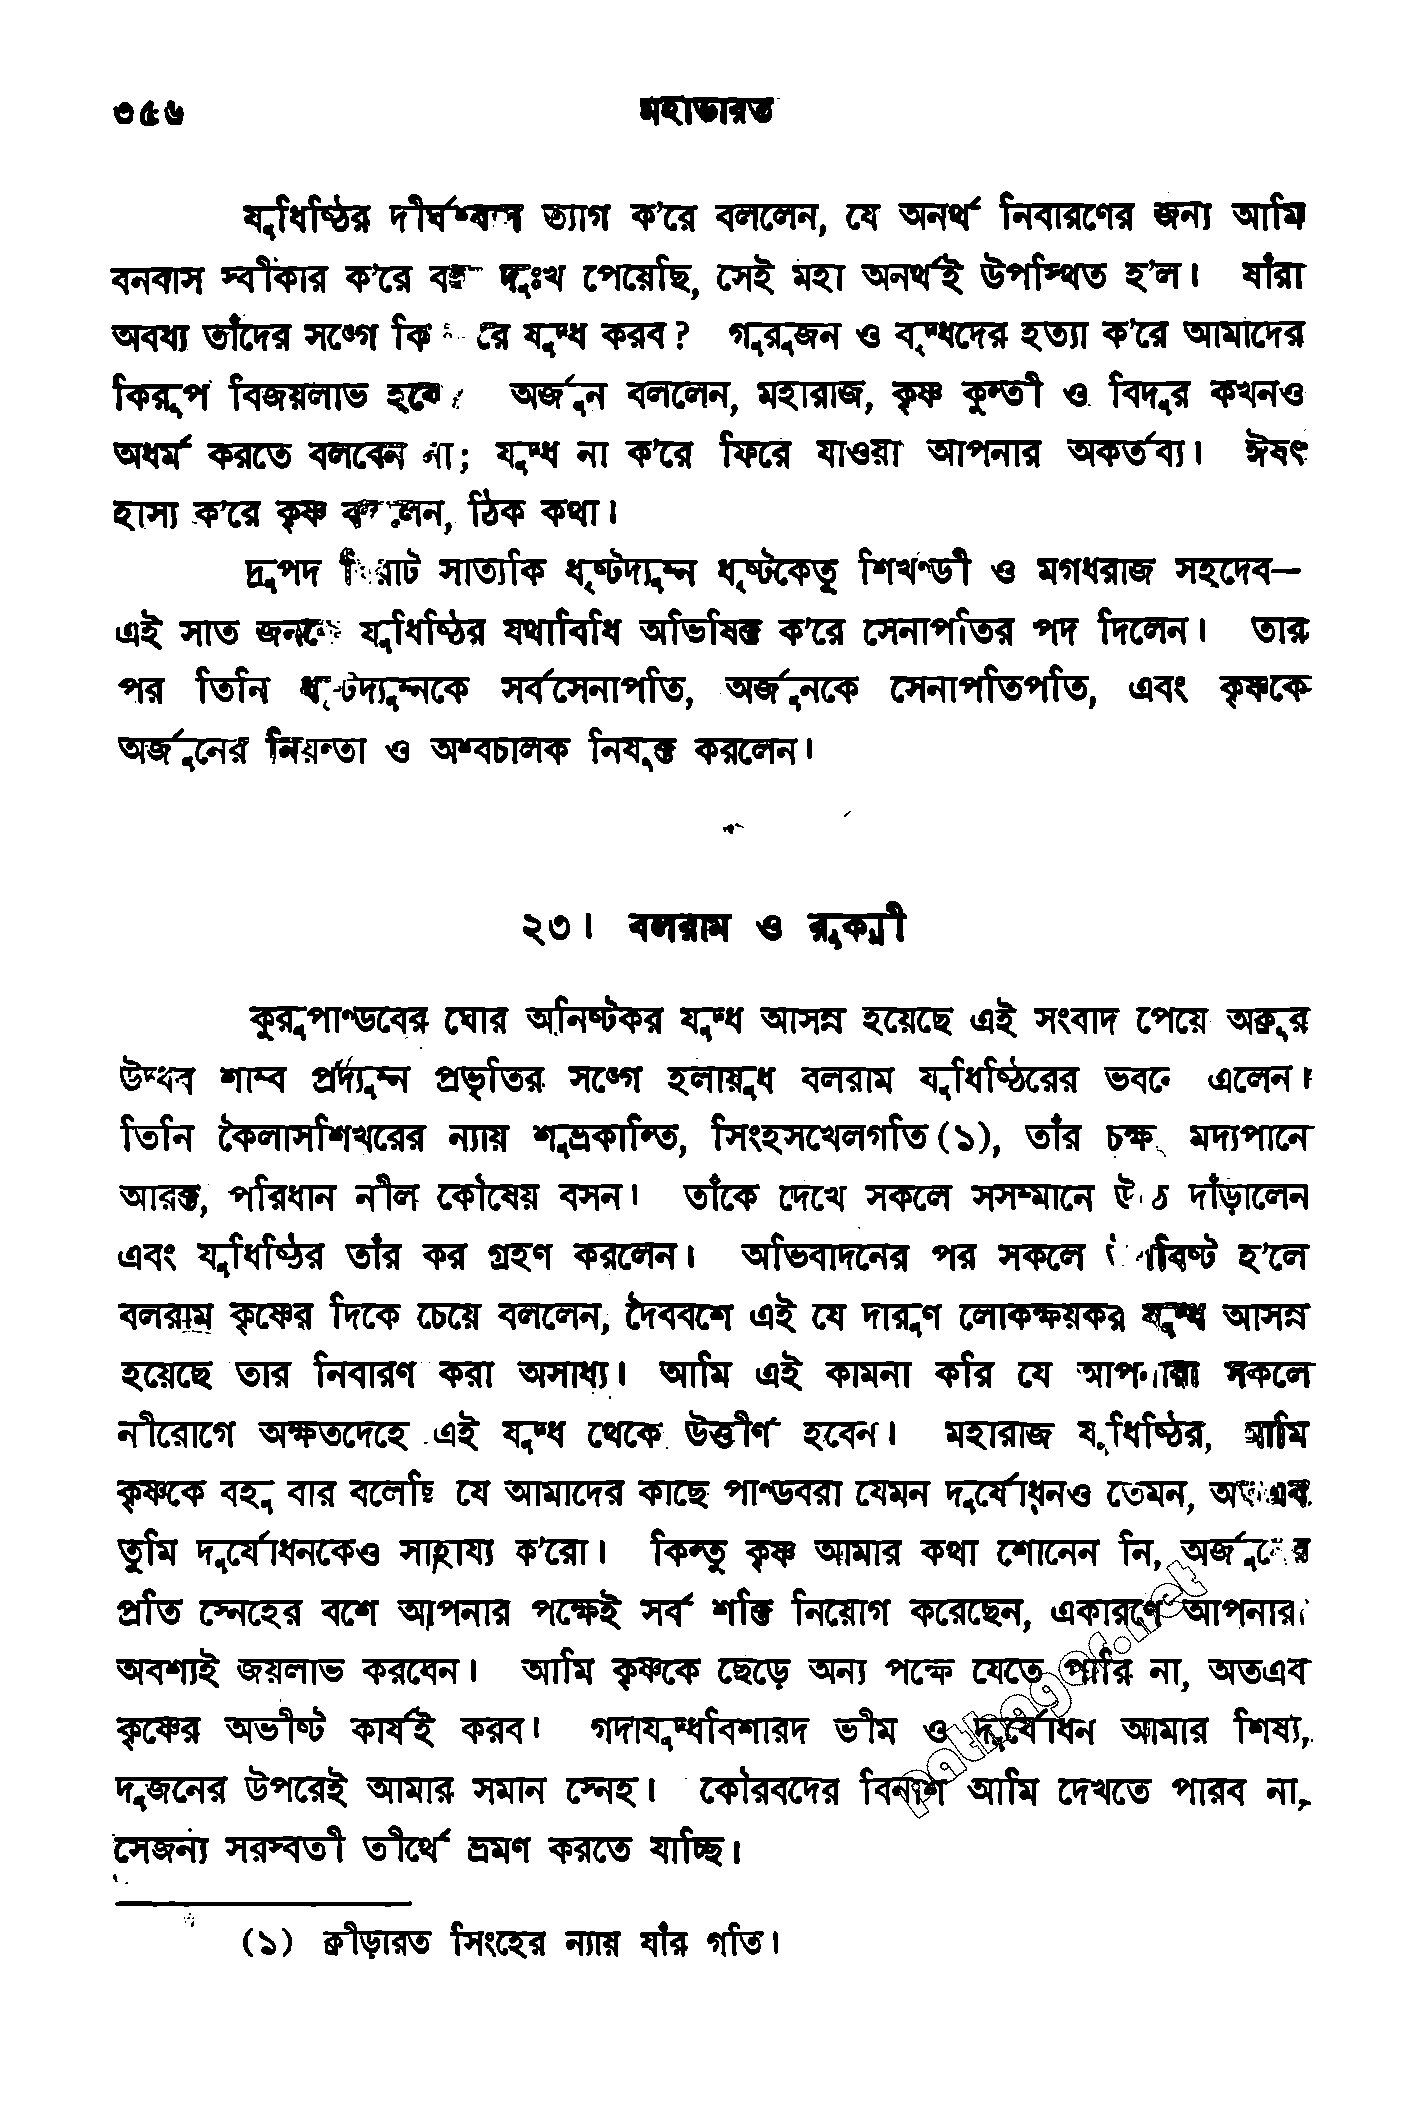 ৩৫৬ মহাভারত
যুধিষ্ঠির দীর্ঘশ্বাস ত্যাগ ক'রে বললেন, যে অনর্থ নিবারণের জন্য আমি
বনবাস স্বীকার ক'রে বহু দুঃখ পেয়েছি, সেই মহা অনর্থই উপস্থিত হ'ল। যাঁরা
অবধ্য তাঁদের সঙ্গে কি ক'রে যুদ্ধ করব? গুরুজন ও বৃদ্ধদের হত্যা ক'রে আমাদের
কিরূপ বিজয়লাভ হবে? অর্জুন বললেন, মহারাজ, কৃষ্ণ কুন্তী ও বিদুর কখনও
অধর্ম করতে বলবেন না; যুদ্ধ না ক'রে ফিরে যাওয়া আপনার অকর্তব্য। ঈষৎ
হাস্য ক'রে কৃষ্ণ বললেন, ঠিক কথা।
দ্রুপদ বিরাট সাত্যকি ধৃষ্টদ্যুম্ন ধৃষ্টকেতু শিখণ্ডী ও মগধরাজ সহদেব—
এই সাত জনকে যুধিষ্ঠির যথাবিধি অভিষিক্ত ক'রে সেনাপতির পদ দিলেন। তার
পর তিনি ধৃষ্টদ্যুম্নকে সর্বসেনাপতি, অর্জুনকে সেনাপতিপতি, এবং কৃষ্ণকে
অর্জুনের নিয়ন্তা ও অশ্বচালক নিযুক্ত করলেন।
২৩। বলরাম ও রুক্মী
কুরুপাণ্ডবের ঘোর অনিষ্টকর যুদ্ধ আসন্ন হয়েছে এই সংবাদ পেয়ে অক্রূর
উদ্ধব শাম্ব প্রদ্যুম্ন প্রভৃতির সঙ্গে হলায়ুধ বলরাম যুধিষ্ঠিরের ভবনে এলেন।
তিনি কৈলাসশিখরের ন্যায় শুভ্রকান্তি, সিংহসখেলগতি(১), তাঁর চক্ষু মদ্যপানে
আরক্ত, পরিধান নীল কৌষেয় বসন। তাঁকে দেখে সকলে সসম্মানে উঠে দাঁড়ালেন
এবং যুধিষ্ঠির তাঁর কর গ্রহণ করলেন। অভিবাদনের পর সকলে উপবিষ্ট হ'লে
বলরাম কৃষ্ণের দিকে চেয়ে বললেন, দৈববশে এই যে দারুণ লোকক্ষয়কর যুদ্ধ আসন্ন
হয়েছে তার নিবারণ করা অসাধ্য। আমি এই কামনা করি যে আপনারা সকলে
নীরোগে অক্ষতদেহে এই যুদ্ধ থেকে উত্তীর্ণ হবেন। মহারাজ যুধিষ্ঠির, আমি
কৃষ্ণকে বহু বার বলেছি যে আমাদের কাছে পাণ্ডবরা যেমন দুর্যোধনও তেমন, অতএব
তুমি দুর্যোধনকেও সাহায্য ক'রো। কিন্তু কৃষ্ণ আমার কথা শোনেন নি, অর্জুনের
প্রতি স্নেহের বশে আপনার পক্ষেই সর্ব শক্তি নিয়োগ করেছেন, একারণে আপনারা
অবশ্যই জয়লাভ করবেন। আমি কৃষ্ণকে ছেড়ে অন্য পক্ষে যেতে পারি না, অতএব
কৃষ্ণের অভীষ্ট কার্যই করব। গদাযুদ্ধবিশারদ ভীম ও দুর্যোধন আমার শিষ্য,
দুজনের উপরেই আমার সমান স্নেহ। কৌরবদের বিনাশ আমি দেখতে পারব না,
সেজন্য সরস্বতী তীর্থে ভ্রমণ করতে যাচ্ছি।
(১) ক্রীড়ারত সিংহের ন্যায় যাঁর গতি।
pathagar.net